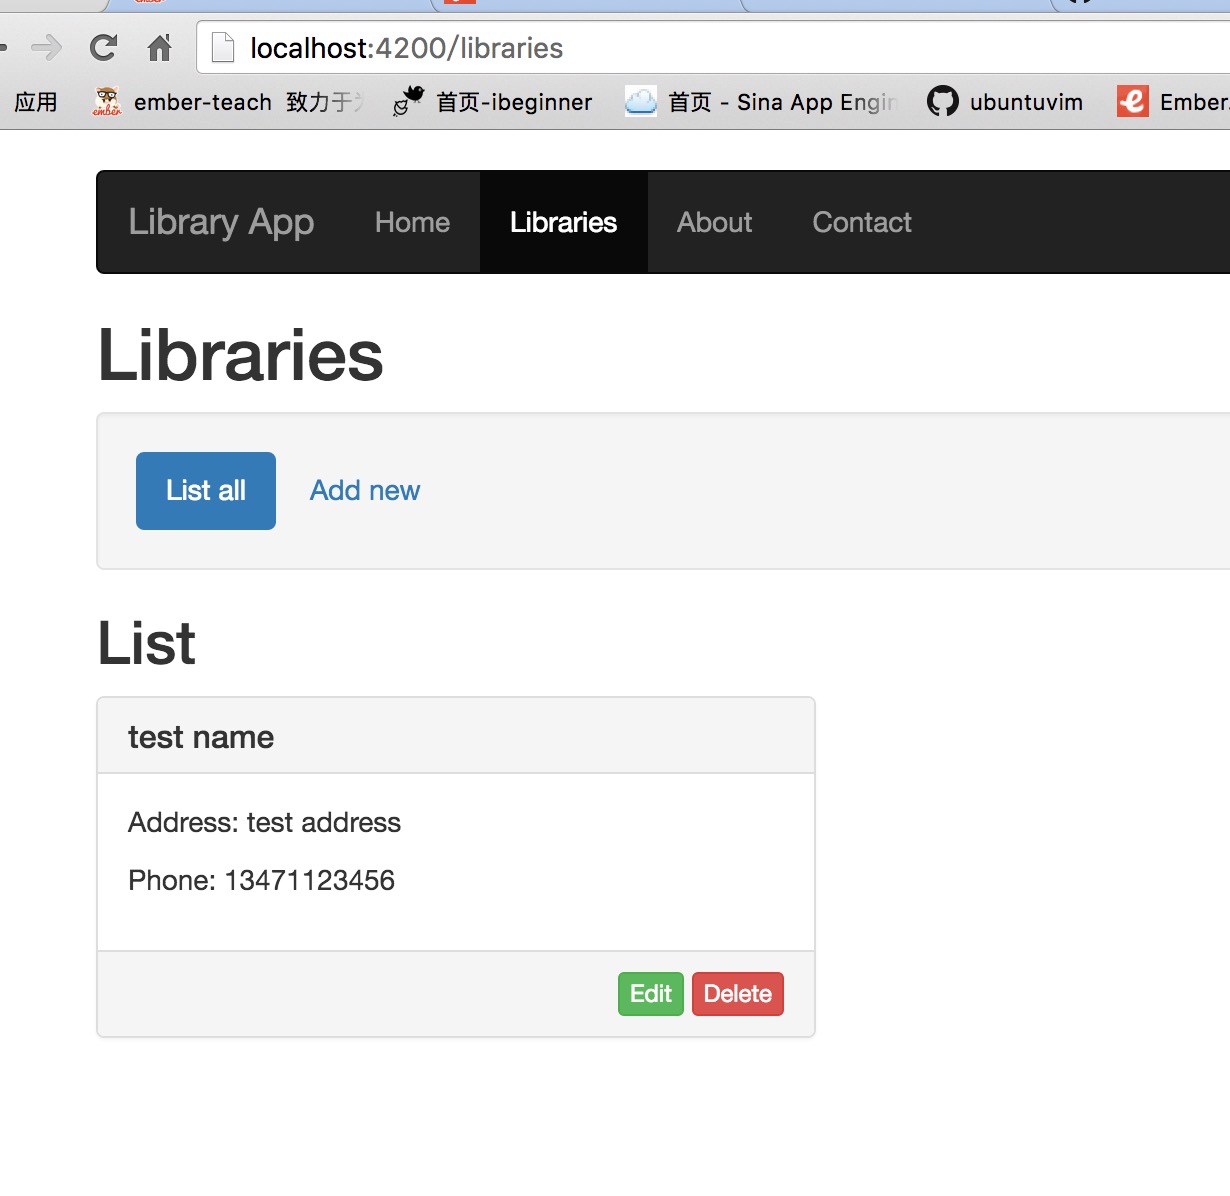 localhost:4200/libraries
应用 ember ember-teach 致力于 首页-ibeginner 首页 - Sina App Engin ubuntuvim Ember.
Library App Home Libraries About Contact
Libraries
List all Add new
List
test name
Address: test address
Phone: 13471123456
Edit Delete